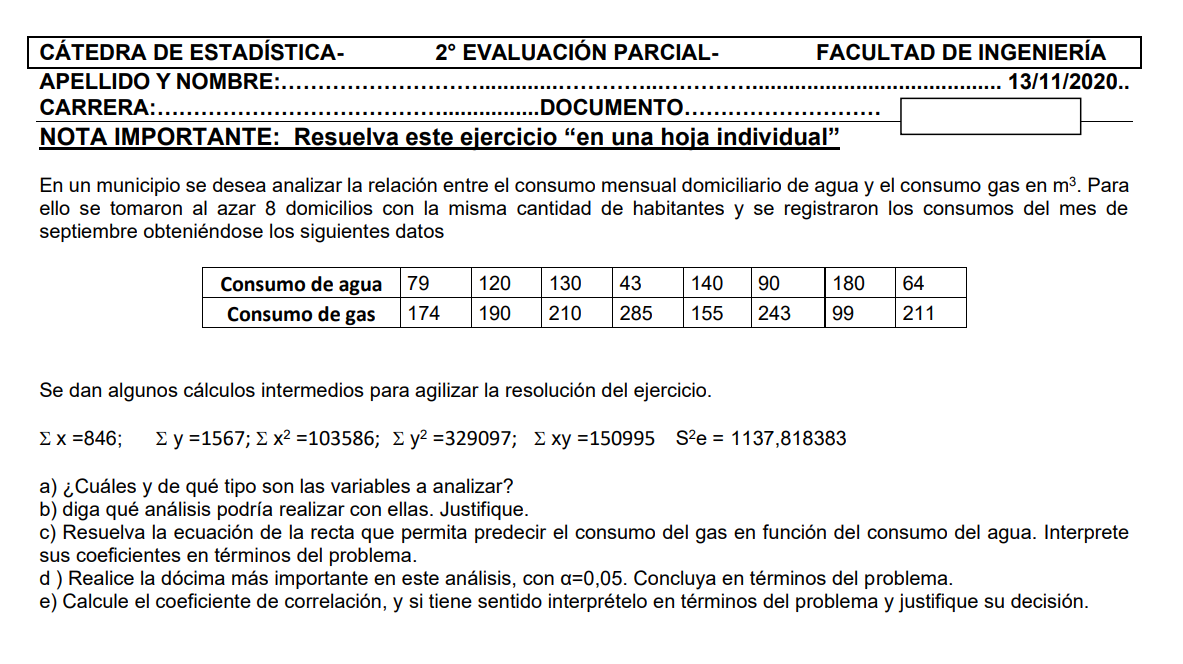 CÁTEDRA DE ESTADÍSTICA- 2° EVALUACIÓN PARCIAL- FACULTAD DE INGENIERÍA
APELLIDO Y NOMBRE:.................................................................................................... 13/11/2020..
CARRERA:....................................................DOCUMENTO...........................
NOTA IMPORTANTE: Resuelva este ejercicio “en una hoja individual”
En un municipio se desea analizar la relación entre el consumo mensual domiciliario de agua y el consumo gas en m³. Para
ello se tomaron al azar 8 domicilios con la misma cantidad de habitantes y se registraron los consumos del mes de
septiembre obteniéndose los siguientes datos
Consumo de agua 79 120 130 43 140 90 180 64
Consumo de gas 174 190 210 285 155 243 99 211
Se dan algunos cálculos intermedios para agilizar la resolución del ejercicio.
Σ x =846; Σ y =1567; Σ x² =103586; Σ y² =329097; Σ xy =150995 S²e = 1137,818383
a) ¿Cuáles y de qué tipo son las variables a analizar?
b) diga qué análisis podría realizar con ellas. Justifique.
c) Resuelva la ecuación de la recta que permita predecir el consumo del gas en función del consumo del agua. Interprete
sus coeficientes en términos del problema.
d ) Realice la dócima más importante en este análisis, con α=0,05. Concluya en términos del problema.
e) Calcule el coeficiente de correlación, y si tiene sentido interprételo en términos del problema y justifique su decisión.